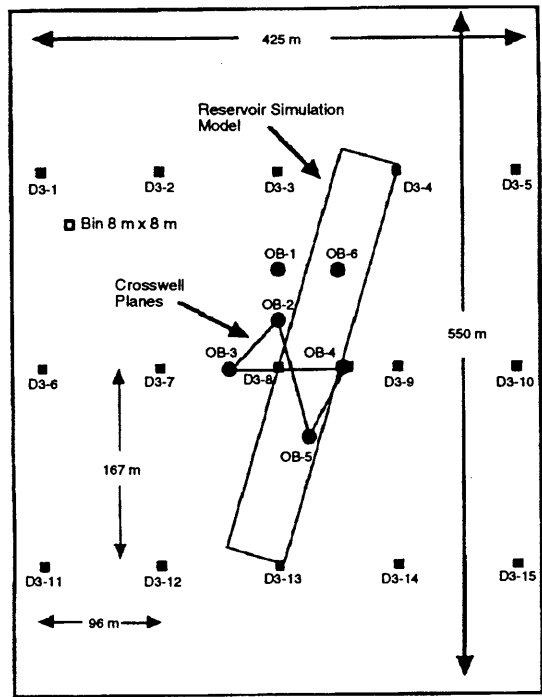 425 m
Reservoir Simulation
Model
D3-1
D3-2
D3-3
D3-4
D3-5
Bin 8 m x 8 m
OB-1
OB-6
Crosswell
Planes
OB-2
550 m
OB-3
OB-4
D3-6
D3-7
D3-8
D3-9
D3-10
OB-5
167 m
D3-11
D3-12
D3-13
D3-14
D3-15
96 m